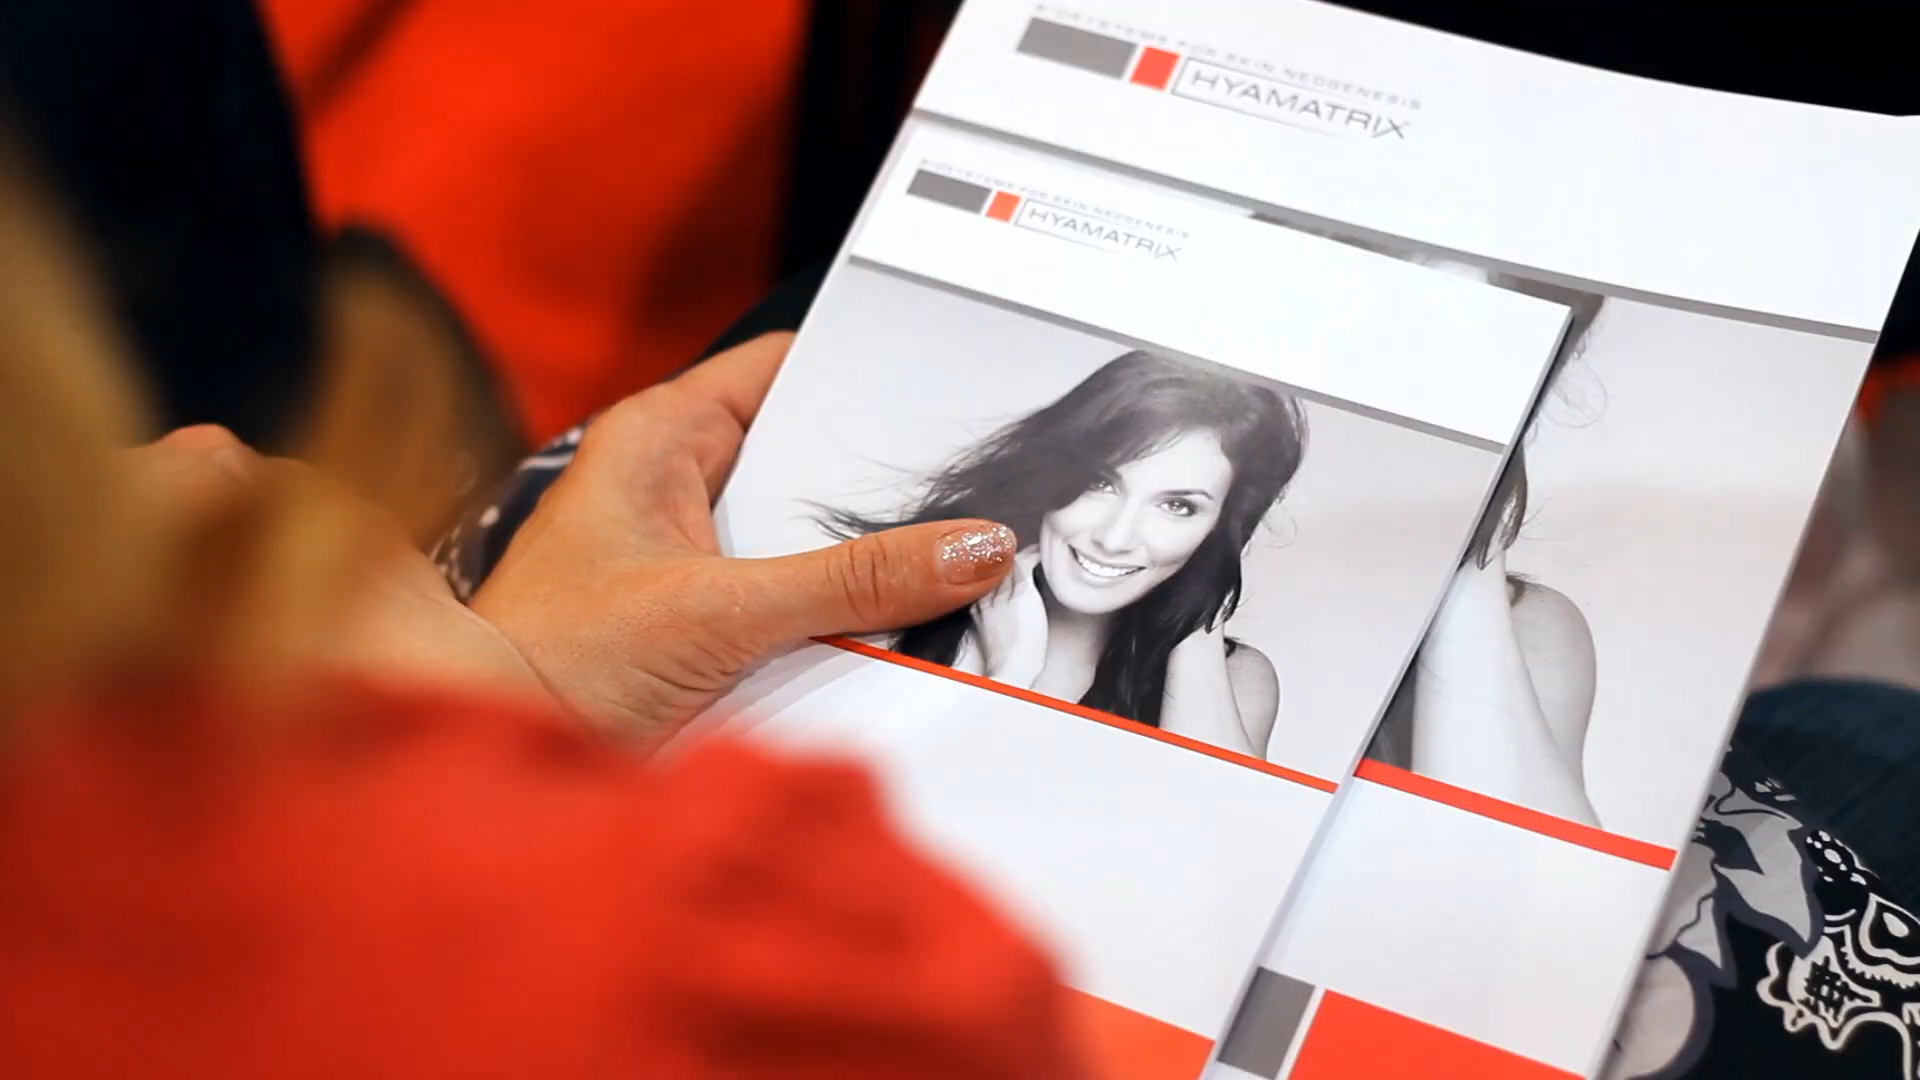 BIOSYSTEMS FOR SKIN NEOGENESIS
HYAMATRIX
BIOSYSTEMS FOR SKIN NEOGENESIS
HYAMATRIX